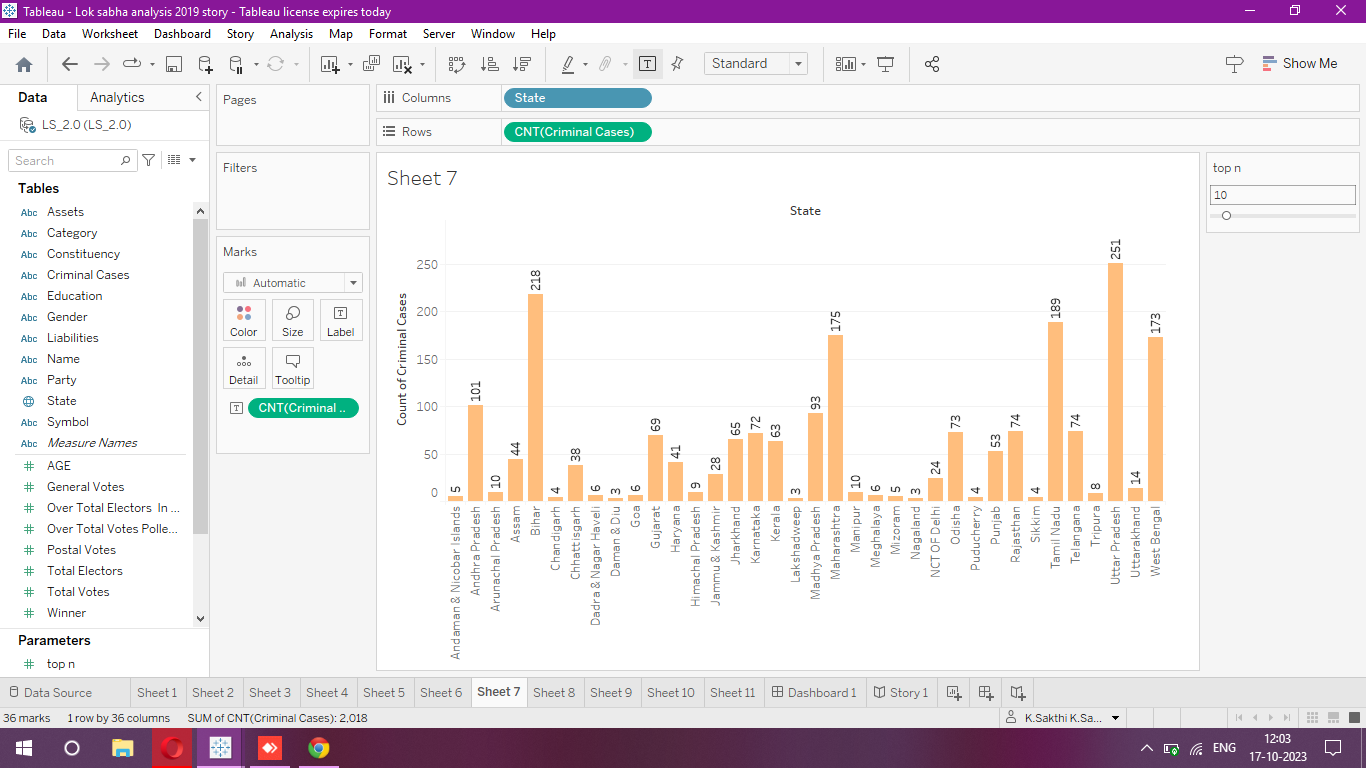 Tableau - Lok sabha analysis 2019 story - Tableau license expires today
File Data Worksheet Dashboard Story Analysis Map Format Server Window Help
Standard
Show Me
Data Analytics
LS_2.0 (LS_2.0)
Search
Tables
Abc Assets
Abc Category
Abc Constituency
Abc Criminal Cases
Abc Education
Abc Gender
Abc Liabilities
Abc Name
Abc Party
State
Abc Symbol
Abc Measure Names
AGE
General Votes
Over Total Electors In ...
Over Total Votes Polle...
Postal Votes
Total Electors
Total Votes
Winner
Parameters
top n
Pages
Filters
Marks
Automatic
Color Size Label
Detail Tooltip
CNT(Criminal ..
Columns State
Rows CNT(Criminal Cases)
Sheet 7
State
Count of Criminal Cases
250
200
150
100
50
0
5 101 10 44 218 4 38 6 3 6 69 41 9 28 65 72 63 3 93 175 10 6 5 3 24 73 4 53 74 4 189 74 8 251 14 173
Andaman & Nicobar Islands
Andhra Pradesh
Arunachal Pradesh
Assam
Bihar
Chandigarh
Chhattisgarh
Dadra & Nagar Haveli
Daman & Diu
Goa
Gujarat
Haryana
Himachal Pradesh
Jammu & Kashmir
Jharkhand
Karnataka
Kerala
Lakshadweep
Madhya Pradesh
Maharashtra
Manipur
Meghalaya
Mizoram
Nagaland
NCT OF Delhi
Odisha
Puducherry
Punjab
Rajasthan
Sikkim
Tamil Nadu
Telangana
Tripura
Uttar Pradesh
Uttarakhand
West Bengal
top n
10
Data Source Sheet 1 Sheet 2 Sheet 3 Sheet 4 Sheet 5 Sheet 6 Sheet 7 Sheet 8 Sheet 9 Sheet 10 Sheet 11 Dashboard 1 Story 1
36 marks 1 row by 36 columns SUM of CNT(Criminal Cases): 2,018
K.Sakthi K.Sa...
ENG
12:03
17-10-2023